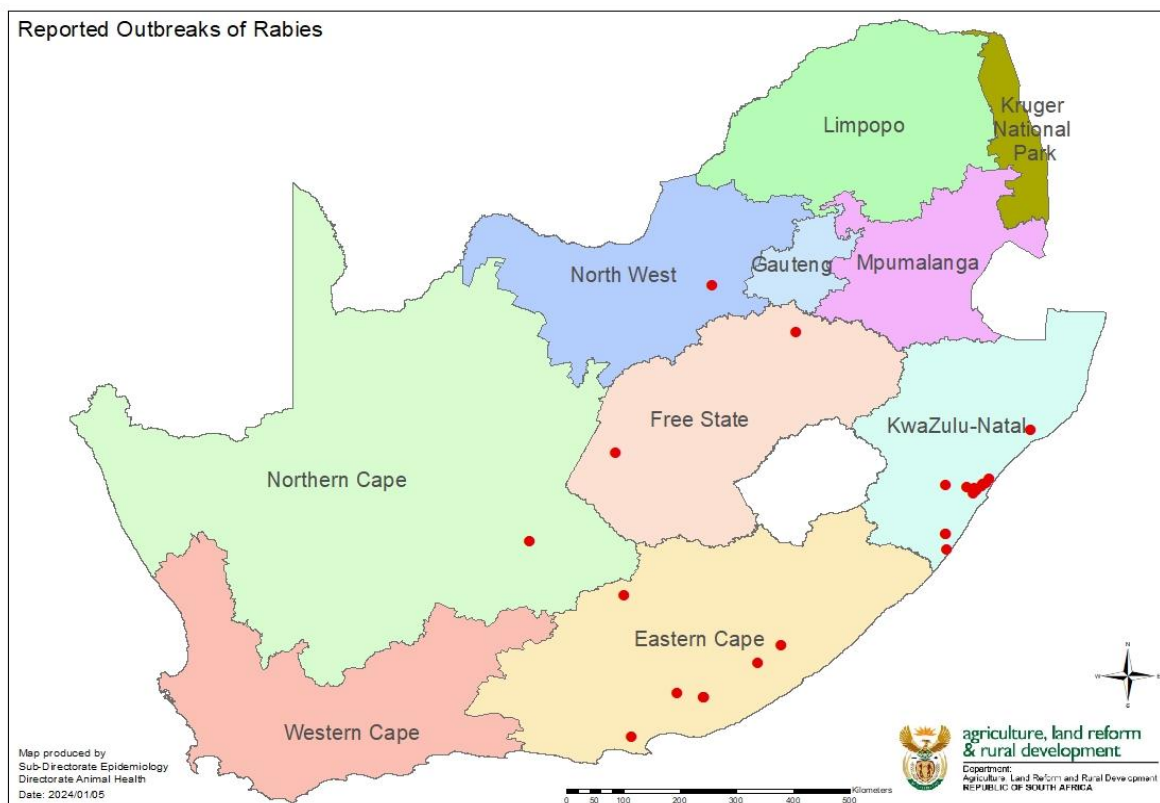 Reported Outbreaks of Rabies
Limpopo
Kruger
National
Park
North West
Gauteng
Mpumalanga
Free State
KwaZulu-Natal
Northern Cape
Eastern Cape
Western Cape
N
W
E
S
Map produced by
Sub-Directorate Epidemiology
Directorate Animal Health
Date: 2024/01/05
Kilometers
0 50 100 200 300 400 500
agriculture, land reform
& rural development
Department:
Agriculture, Land Reform and Rural Development
REPUBLIC OF SOUTH AFRICA